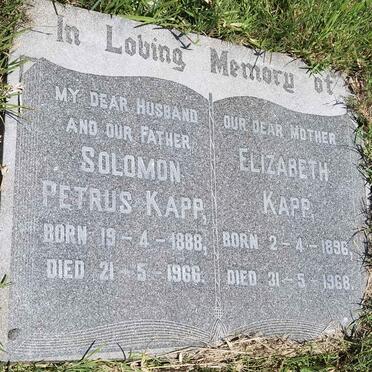 In Loving Memory of
MY DEAR HUSBAND
AND OUR FATHER
SOLOMON
PETRUS KAPP,
BORN 19-4-1888,
DIED 21-5-1966.
OUR DEAR MOTHER
ELIZABETH
KAPP,
BORN 2-4-1896,
DIED 31-5-1968.